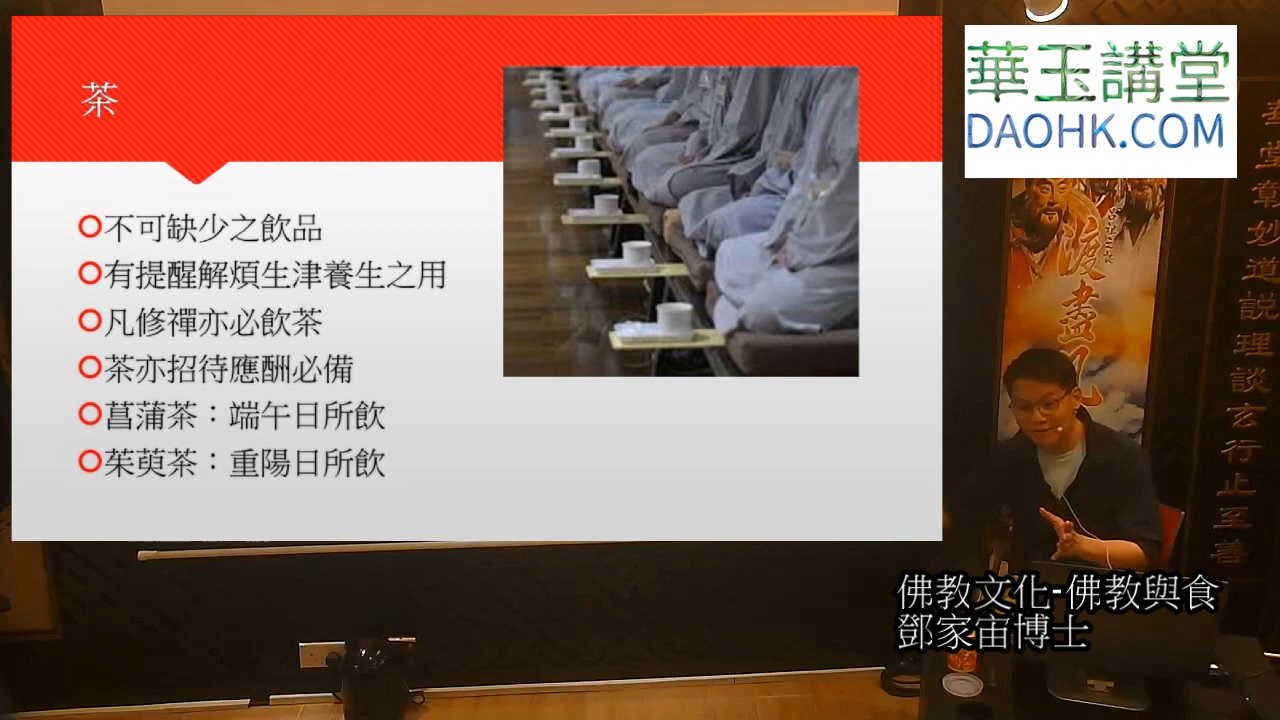 茶
不可缺少之飲品
有提醒解煩生津養生之用
凡修禪亦必飲茶
茶亦招待應酬必備
菖蒲茶：端午日所飲
茱萸茶：重陽日所飲
華玉講堂
DAOHK.COM
渡盡凡
堂章妙道説理談玄行止至善
佛教文化-佛教與食
鄧家宙博士